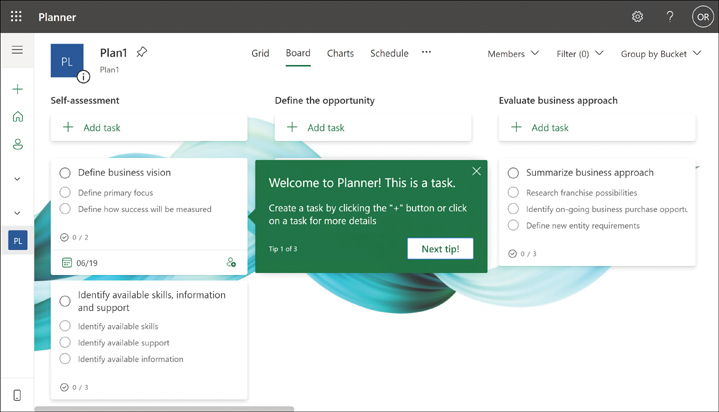 Planner
OR
PL
Plan1
Plan1
Grid
Board
Charts
Schedule
Members
Filter (0)
Group by Bucket
Self-assessment
Define the opportunity
Evaluate business approach
+ Add task
+ Add task
+ Add task
Define business vision
Define primary focus
Define how success will be measured
0 / 2
06/19
Identify available skills, information
and support
Identify available skills
Identify available support
Identify available information
0 / 3
Welcome to Planner! This is a task.
Create a task by clicking the "+" button or click
on a task for more details
Tip 1 of 3
Next tip!
Summarize business approach
Research franchise possibilities
Identify on-going business purchase opportu
Define new entity requirements
0 / 3
PL